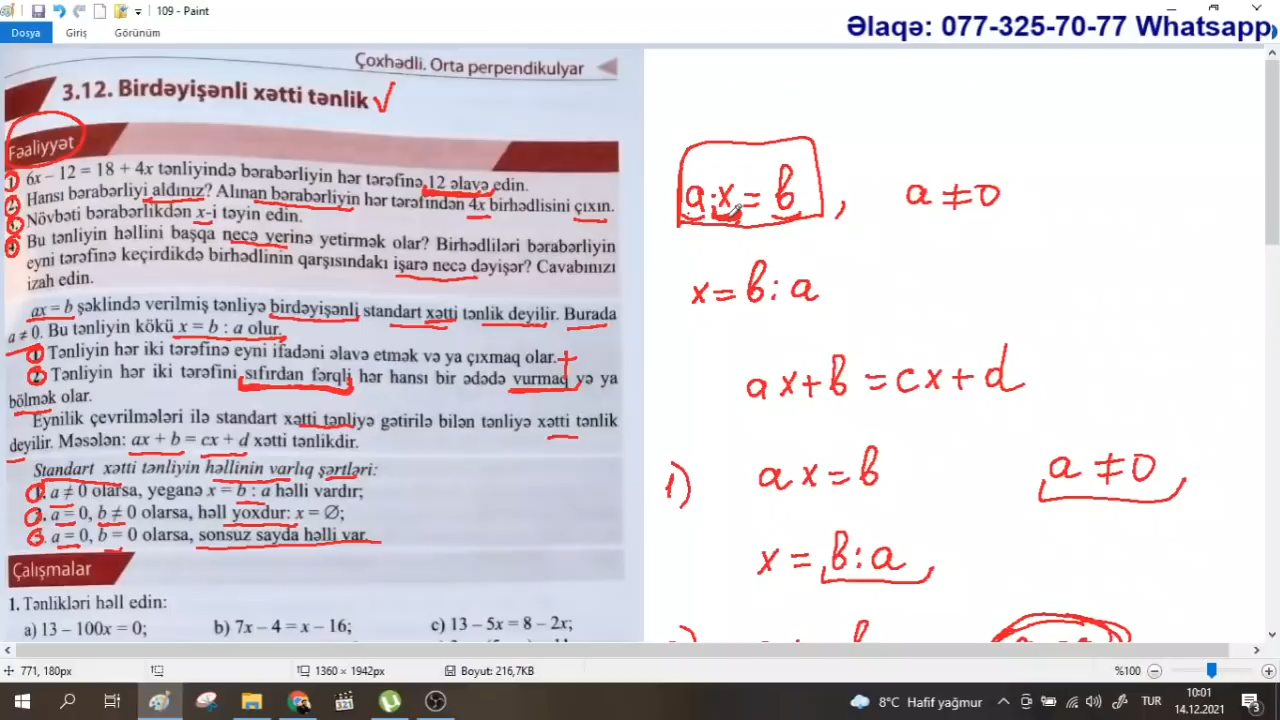 109 - Paint
Əlaqə: 077-325-70-77 Whatsapp
Dosya Giriş Görünüm
Çoxhədli. Orta perpendikulyar
3.12. Birdəyişənli xətti tənlik
Fəaliyyət
1 6x – 12 = 18 + 4x tənliyində bərabərliyin hər tərəfinə 12 əlavə edin.
2 Hansı bərabərliyi aldınız? Alınan bərabərliyin hər tərəfindən 4x birhədlisini çıxın.
Növbəti bərabərlikdən x-i təyin edin.
4 Bu tənliyin həllini başqa necə yerinə yetirmək olar? Birhədliləri bərabərliyin
eyni tərəfinə keçirdikdə birhədlinin qarşısındakı işarə necə dəyişər? Cavabınızı
izah edin.
ax = b şəklində verilmiş tənliyə birdəyişənli standart xətti tənlik deyilir. Burada
a ≠ 0. Bu tənliyin kökü x = b : a olur.
1 Tənliyin hər iki tərəfinə eyni ifadəni əlavə etmək və ya çıxmaq olar.
2 Tənliyin hər iki tərəfini sıfırdan fərqli hər hansı bir ədədə vurmaq və ya
bölmək olar.
Eynilik çevrilmələri ilə standart xətti tənliyə gətirilə bilən tənliyə xətti tənlik
deyilir. Məsələn: ax + b = cx + d xətti tənlikdir.
Standart xətti tənliyin həllinin varlıq şərtləri:
1. a ≠ 0 olarsa, yeganə x = b : a həlli vardır;
2. a = 0, b ≠ 0 olarsa, həll yoxdur: x = ∅;
3. a = 0, b = 0 olarsa, sonsuz sayda həlli var.
Çalışmalar
1. Tənlikləri həll edin:
a) 13 – 100x = 0; b) 7x – 4 = x – 16; c) 13 – 5x = 8 – 2x;
a·x = b, a ≠ 0
x = b : a
ax + b = cx + d
1) ax = b a ≠ 0
x = b : a
771, 180px 1360 × 1942px Boyut: 216,7KB %100
8°C Hafif yağmur TUR 10:01
14.12.2021 3